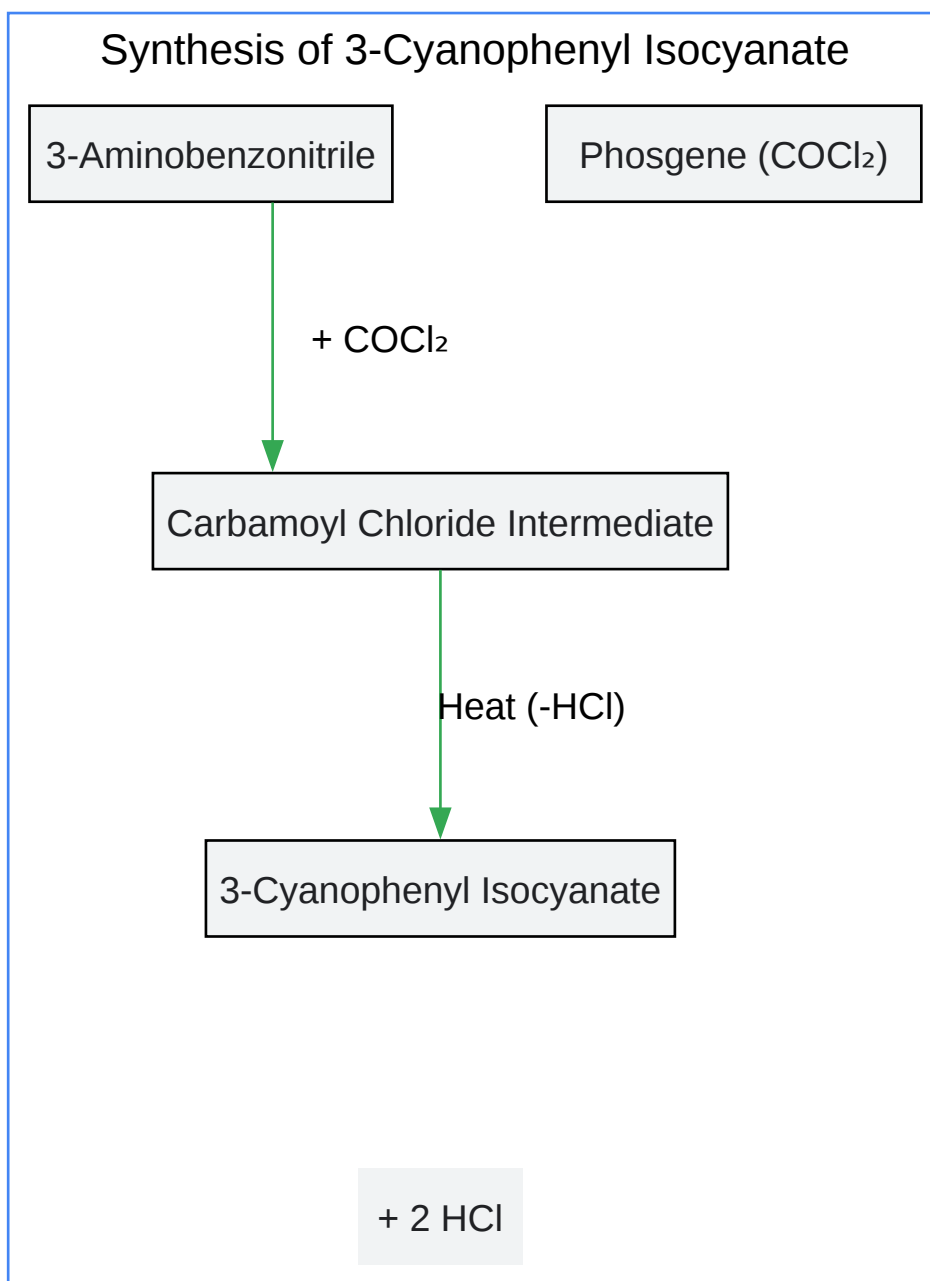 Synthesis of 3-Cyanophenyl Isocyanate
3-Aminobenzonitrile
Phosgene (COCl₂)
+ COCl₂
Carbamoyl Chloride Intermediate
Heat (-HCl)
3-Cyanophenyl Isocyanate
+ 2 HCl